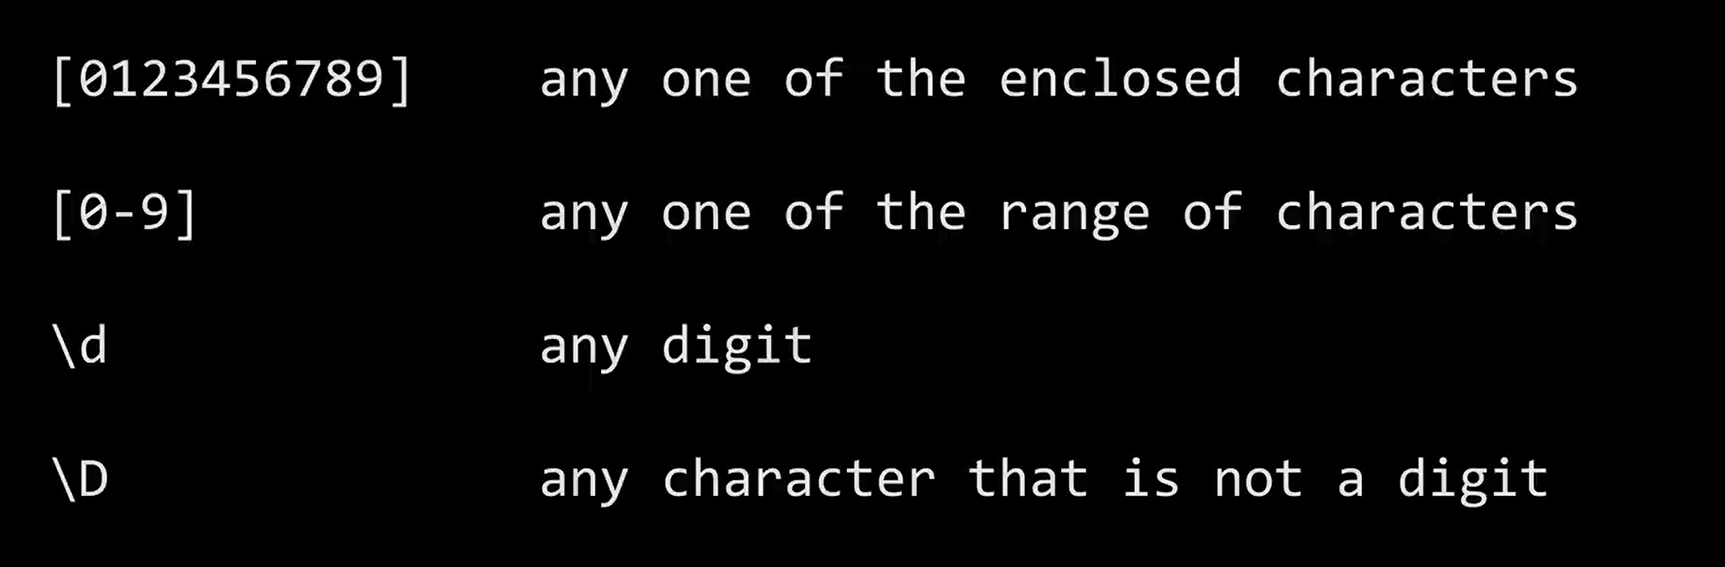 [0123456789] any one of the enclosed characters
[0-9] any one of the range of characters
\d any digit
\D any character that is not a digit